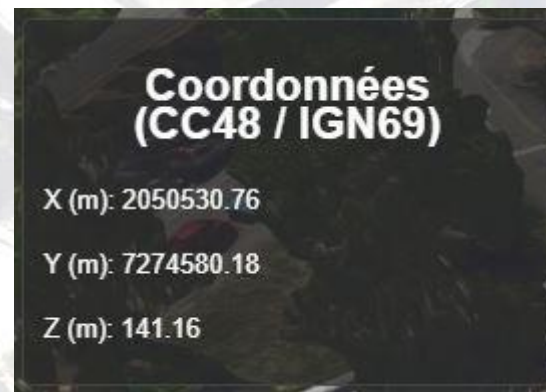 Coordonnées
(CC48 / IGN69)
X (m): 2050530.76
Y (m): 7274580.18
Z (m): 141.16